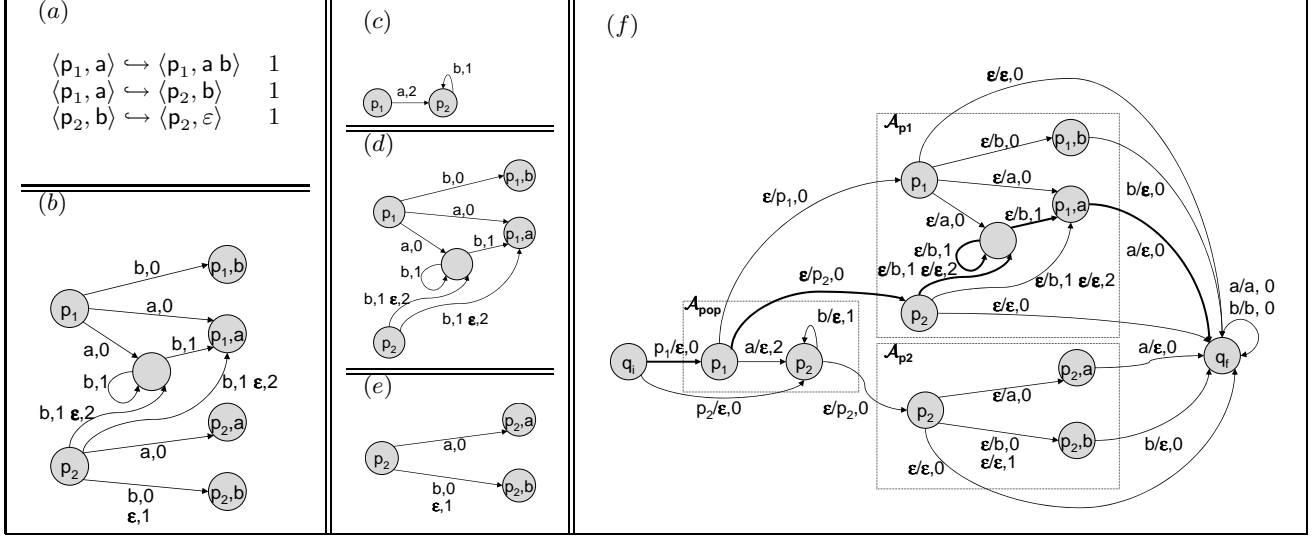 (a)
⟨p₁, a⟩ ↪ ⟨p₁, a b⟩ 1
⟨p₁, a⟩ ↪ ⟨p₂, b⟩ 1
⟨p₂, b⟩ ↪ ⟨p₂, ε⟩ 1
(b)
b,0
p₁,b
p₁
a,0
p₁,a
a,0
b,1
b,1
b,1 ε,2
b,1 ε,2
p₂,a
p₂
a,0
p₂,b
b,0
ε,1
(c)
b,1
p₁
a,2
p₂
(d)
b,0
p₁,b
p₁
a,0
p₁,a
a,0
b,1
b,1
b,1 ε,2
b,1 ε,2
p₂
(e)
p₂,a
a,0
p₂
p₂,b
b,0
ε,1
(f)
ε/ε,0
𝒜p1
ε/b,0
p₁,b
p₁
ε/a,0
b/ε,0
ε/p₁,0
p₁,a
ε/a,0
ε/b,1
ε/b,1
a/ε,0
ε/b,1 ε/ε,2
ε/b,1 ε/ε,2
ε/p₂,0
a/a, 0
b/b, 0
𝒜pop
p₂
ε/ε,0
b/ε,1
qᵢ
p₁/ε,0
p₁
a/ε,2
p₂
𝒜p2
q_f
p₂,a
a/ε,0
p₂/ε,0
ε/p₂,0
p₂
ε/a,0
p₂,b
ε/b,0
ε/ε,1
b/ε,0
ε/ε,0